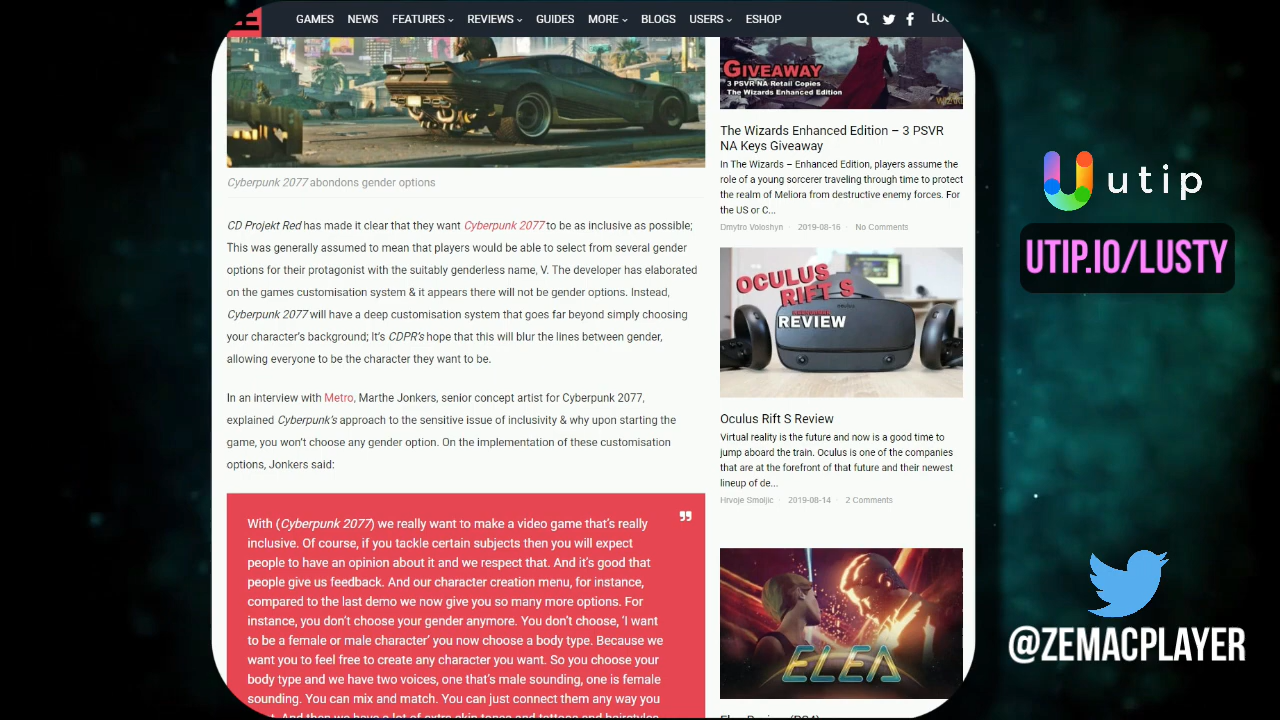 GAMES NEWS FEATURES REVIEWS GUIDES MORE BLOGS USERS ESHOP
Cyberpunk 2077 abondons gender options
CD Projekt Red has made it clear that they want Cyberpunk 2077 to be as inclusive as possible;
This was generally assumed to mean that players would be able to select from several gender
options for their protagonist with the suitably genderless name, V. The developer has elaborated
on the games customisation system & it appears there will not be gender options. Instead,
Cyberpunk 2077 will have a deep customisation system that goes far beyond simply choosing
your character's background; It's CDPR's hope that this will blur the lines between gender,
allowing everyone to be the character they want to be.
In an interview with Metro, Marthe Jonkers, senior concept artist for Cyberpunk 2077,
explained Cyberpunk's approach to the sensitive issue of inclusivity & why upon starting the
game, you won't choose any gender option. On the implementation of these customisation
options, Jonkers said:
With (Cyberpunk 2077) we really want to make a video game that's really
inclusive. Of course, if you tackle certain subjects then you will expect
people to have an opinion about it and we respect that. And it's good that
people give us feedback. And our character creation menu, for instance,
compared to the last demo we now give you so many more options. For
instance, you don't choose your gender anymore. You don't choose, 'I want
to be a female or male character' you now choose a body type. Because we
want you to feel free to create any character you want. So you choose your
body type and we have two voices, one that's male sounding, one is female
sounding. You can mix and match. You can just connect them any way you
And then we have a lot of extra skin tones and tattoos and hairstyles
GIVEAWAY
3 PSVR NA Retail Copies
The Wizards Enhanced Edition
The Wizards Enhanced Edition – 3 PSVR
NA Keys Giveaway
In The Wizards – Enhanced Edition, players assume the
role of a young sorcerer traveling through time to protect
the realm of Meliora from destructive enemy forces. For
the US or C...
Dmytro Voloshyn 2019-08-16 No Comments
OCULUS
RIFT S
REVIEW
Oculus Rift S Review
Virtual reality is the future and now is a good time to
jump aboard the train. Oculus is one of the companies
that are at the forefront of that future and their newest
lineup of de...
Hrvoje Smoljic 2019-08-14 2 Comments
ELEA
Elea Review (PS4)
utip
UTIP.IO/LUSTY
@ZEMACPLAYER